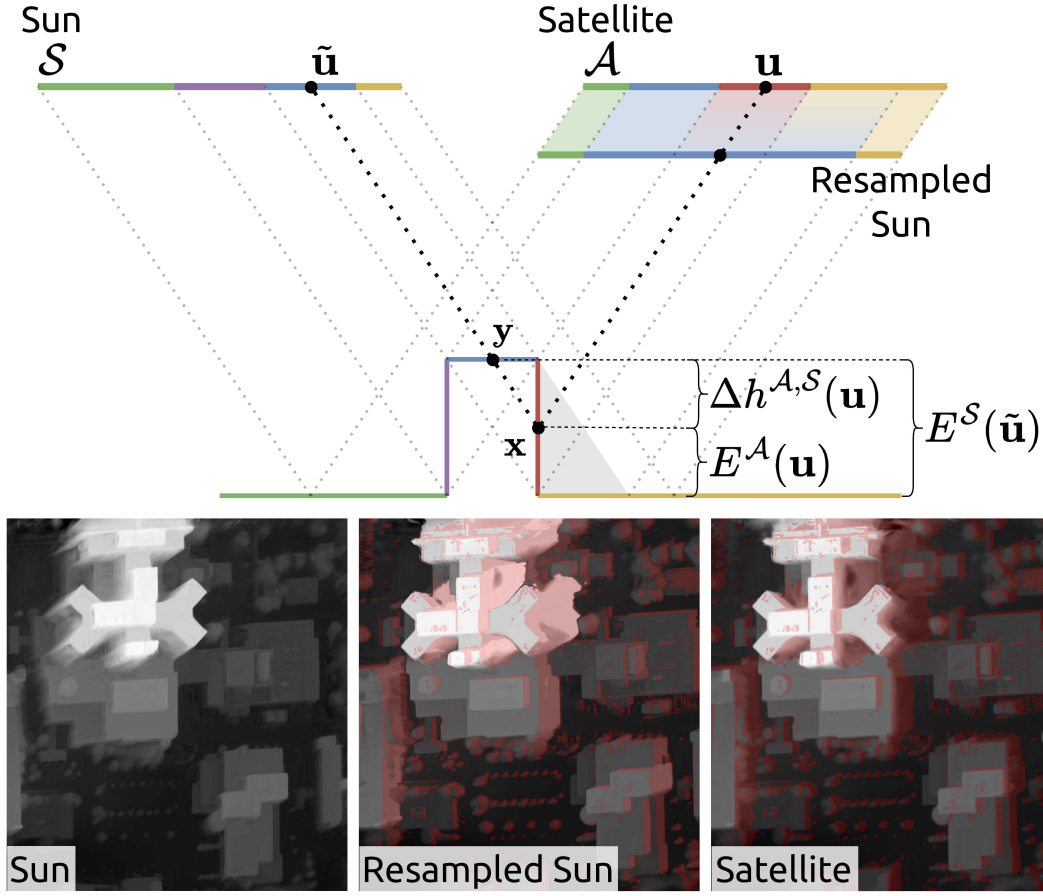 Sun
Satellite
𝒮
ũ
𝒜
u
Resampled
Sun
y
x
Δh^{𝒜,𝒮}(u)
E^𝒜(u)
E^𝒮(ũ)
Sun
Resampled Sun
Satellite